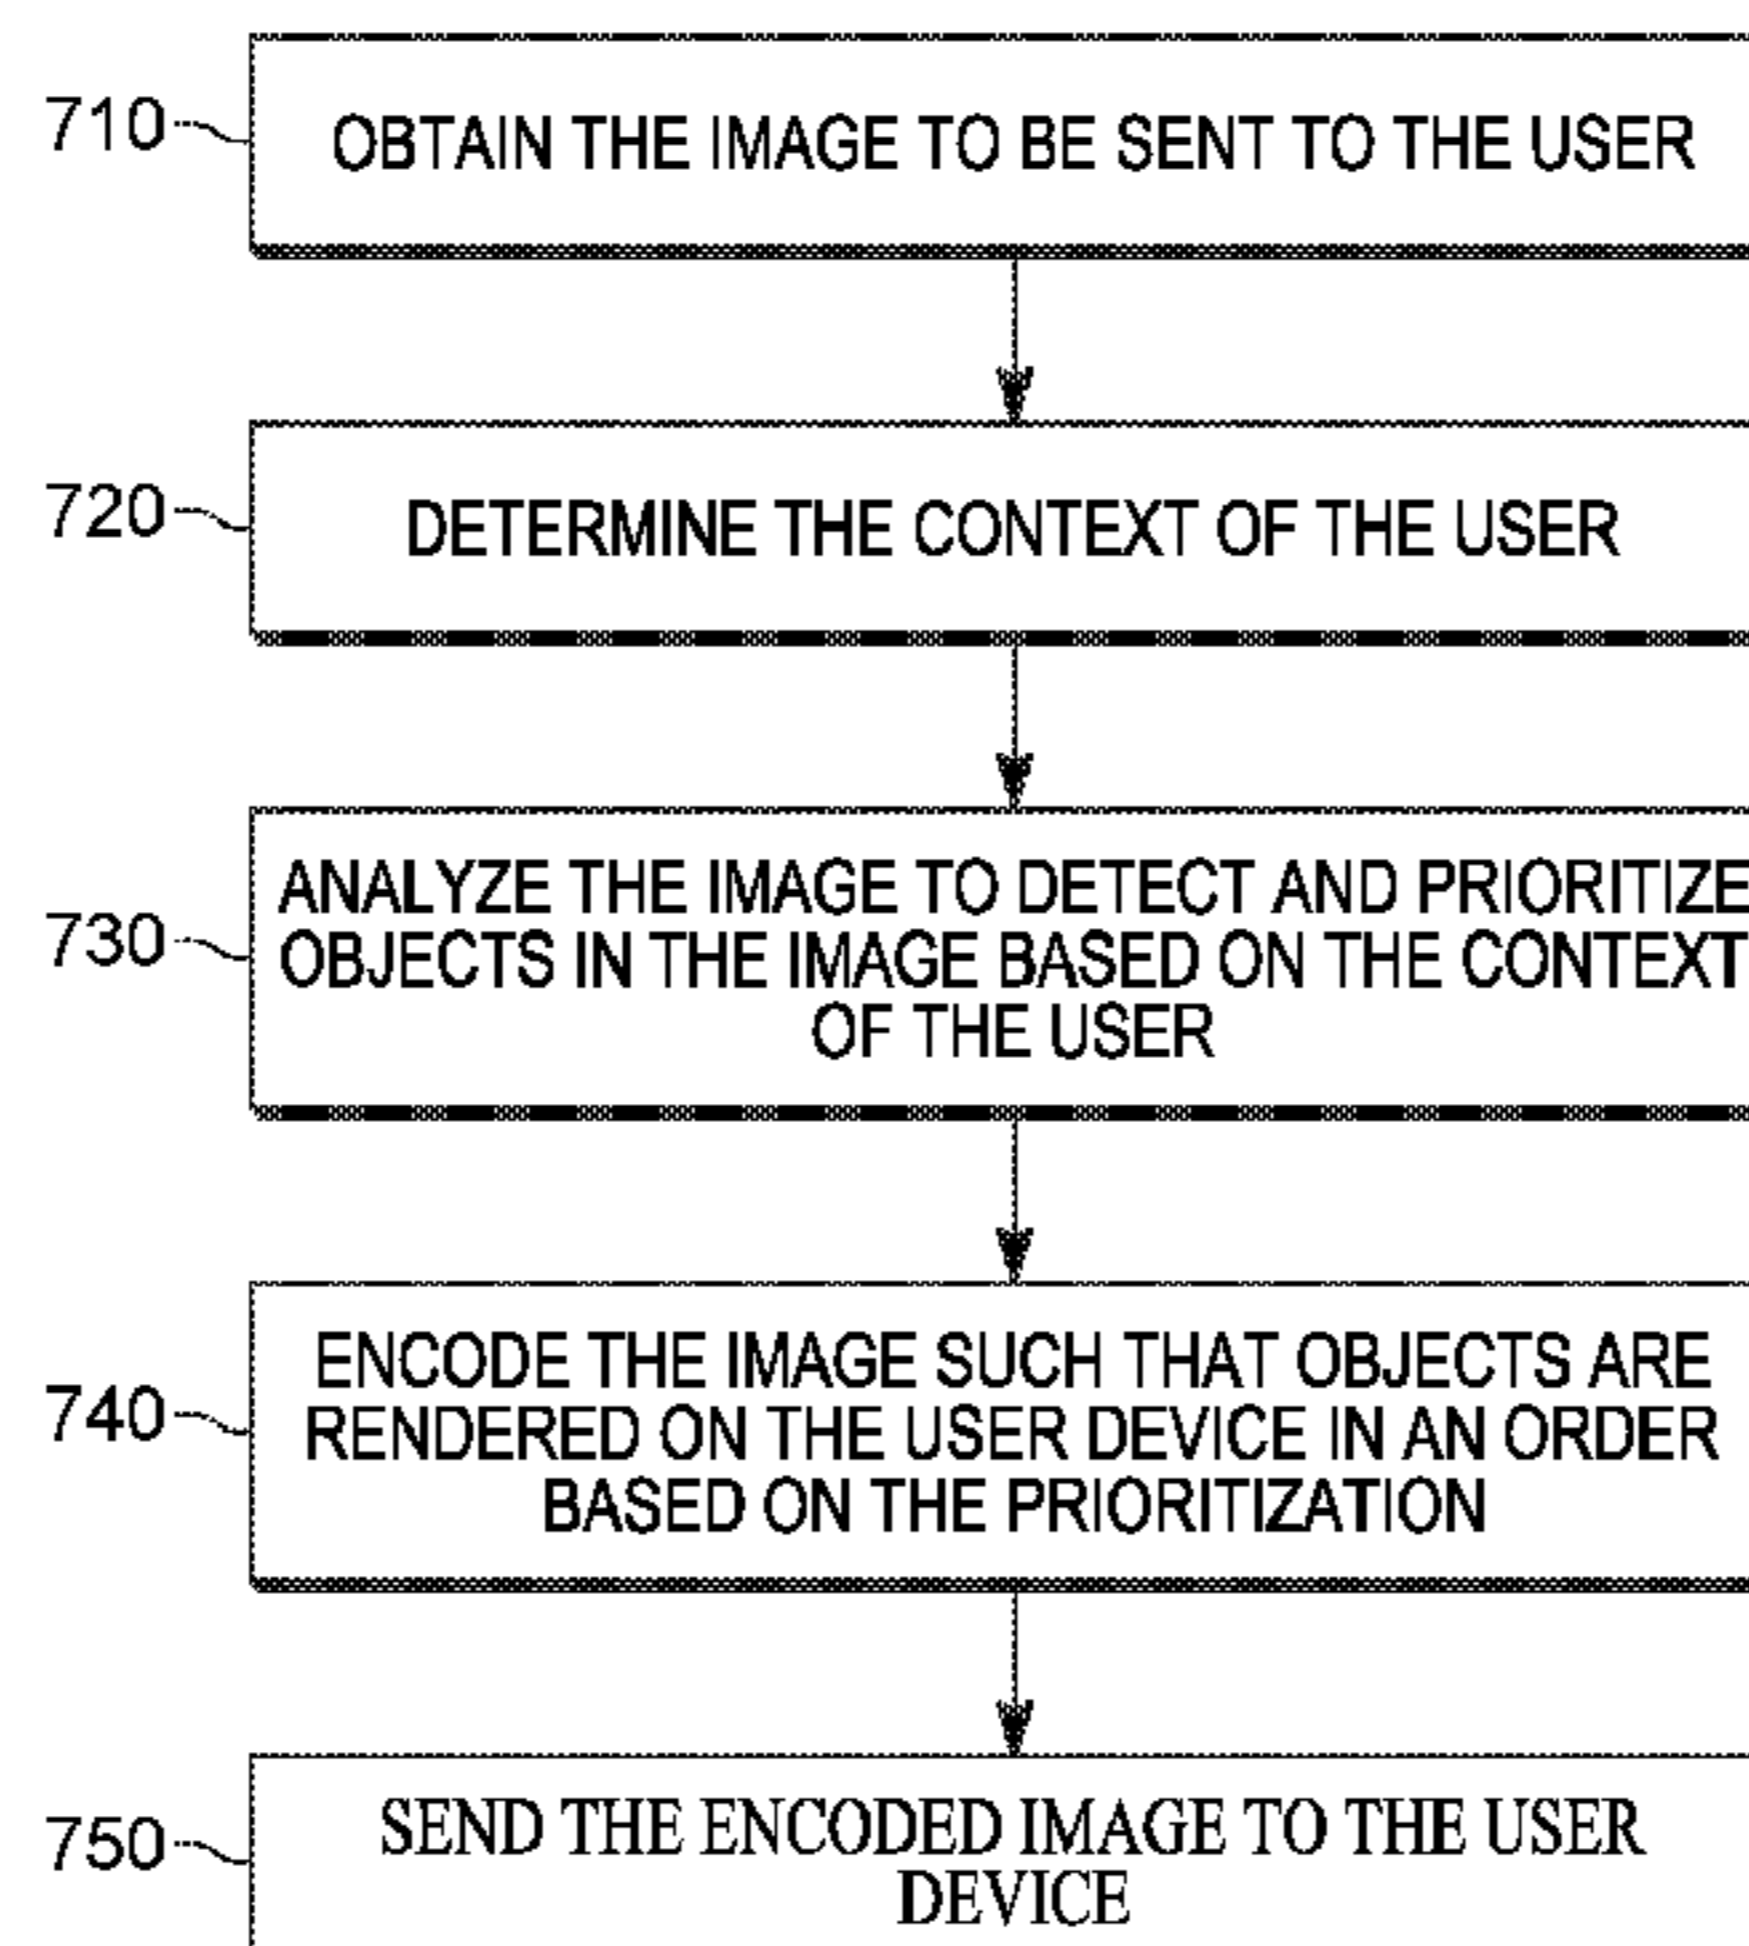 710
OBTAIN THE IMAGE TO BE SENT TO THE USER
720
DETERMINE THE CONTEXT OF THE USER
730
ANALYZE THE IMAGE TO DETECT AND PRIORITIZE
OBJECTS IN THE IMAGE BASED ON THE CONTEXT
OF THE USER
740
ENCODE THE IMAGE SUCH THAT OBJECTS ARE
RENDERED ON THE USER DEVICE IN AN ORDER
BASED ON THE PRIORITIZATION
750
SEND THE ENCODED IMAGE TO THE USER
DEVICE